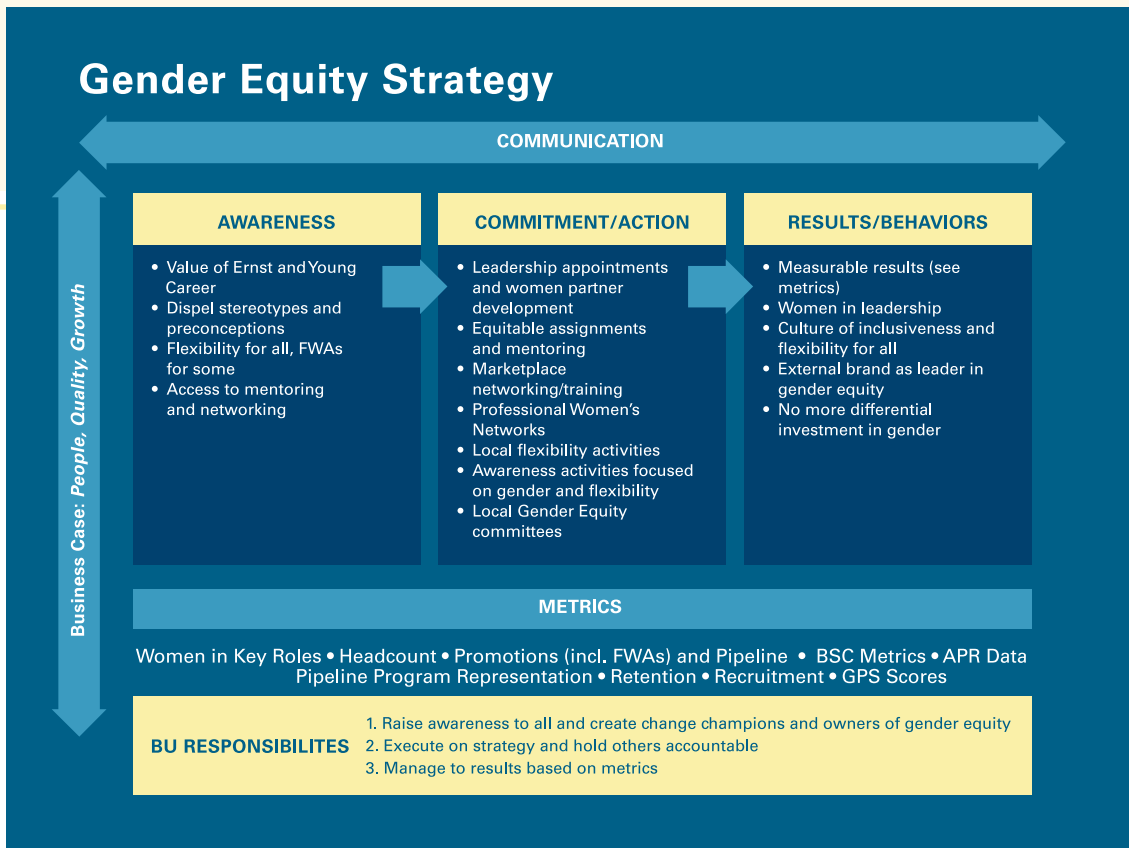 Gender Equity Strategy
COMMUNICATION
Business Case: People, Quality, Growth
AWARENESS
• Value of Ernst and Young
Career
• Dispel stereotypes and
preconceptions
• Flexibility for all, FWAs
for some
• Access to mentoring
and networking
COMMITMENT/ACTION
• Leadership appointments
and women partner
development
• Equitable assignments
and mentoring
• Marketplace
networking/training
• Professional Women's
Networks
• Local flexibility activities
• Awareness activities focused
on gender and flexibility
• Local Gender Equity
committees
RESULTS/BEHAVIORS
• Measurable results (see
metrics)
• Women in leadership
• Culture of inclusiveness and
flexibility for all
• External brand as leader in
gender equity
• No more differential
investment in gender
METRICS
Women in Key Roles • Headcount • Promotions (incl. FWAs) and Pipeline • BSC Metrics • APR Data
Pipeline Program Representation • Retention • Recruitment • GPS Scores
BU RESPONSIBILITES
1. Raise awareness to all and create change champions and owners of gender equity
2. Execute on strategy and hold others accountable
3. Manage to results based on metrics